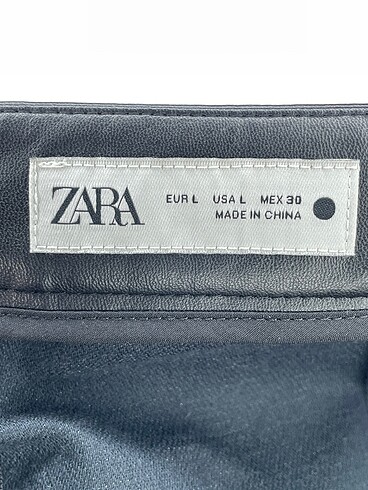 ZARA
EUR L USA L MEX 30
MADE IN CHINA